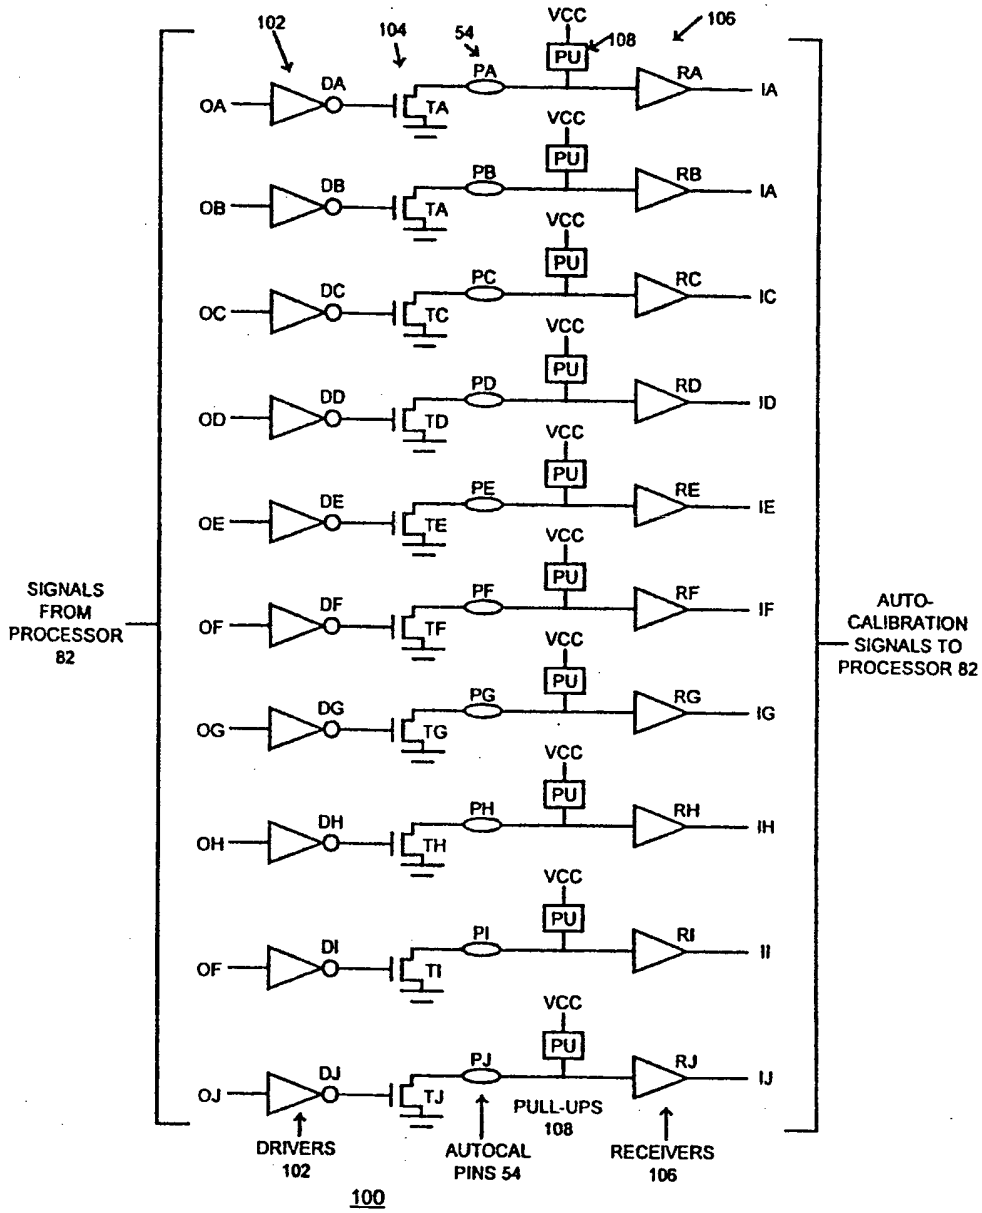 VCC
102
104
54
PU
108
106
PA
RA
DA
OA
TA
IA
VCC
PU
PB
RB
DB
OB
TA
IA
VCC
PU
PC
RC
DC
OC
TC
IC
VCC
PU
PD
RD
DD
OD
TD
ID
VCC
PU
PE
RE
DE
OE
TE
IE
VCC
PU
PF
RF
DF
OF
TF
IF
SIGNALS
FROM
PROCESSOR
82
AUTO-
CALIBRATION
SIGNALS TO
PROCESSOR 82
VCC
PU
PG
RG
DG
OG
TG
IG
VCC
PU
PH
RH
DH
OH
TH
IH
VCC
PU
PI
RI
DI
OF
TI
II
VCC
PU
PJ
RJ
DJ
OJ
TJ
IJ
PULL-UPS
108
DRIVERS
102
AUTOCAL
PINS 54
RECEIVERS
106
100